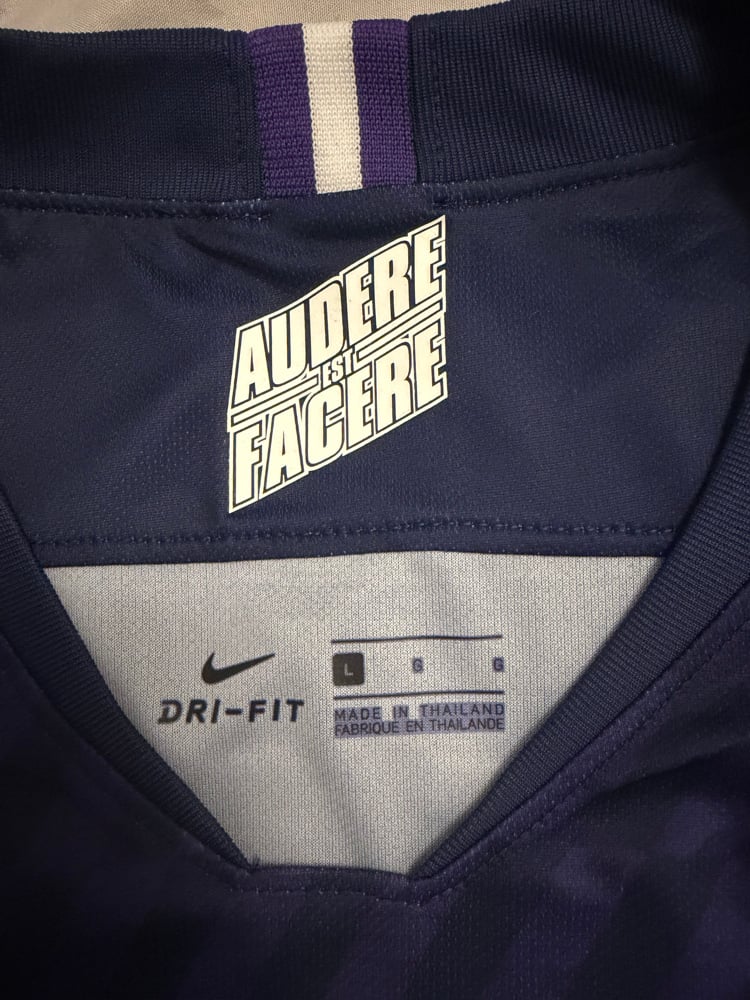 AUDERE
EST
FACERE
DRI-FIT
L G G
MADE IN THAILAND
FABRIQUE EN THAILANDE